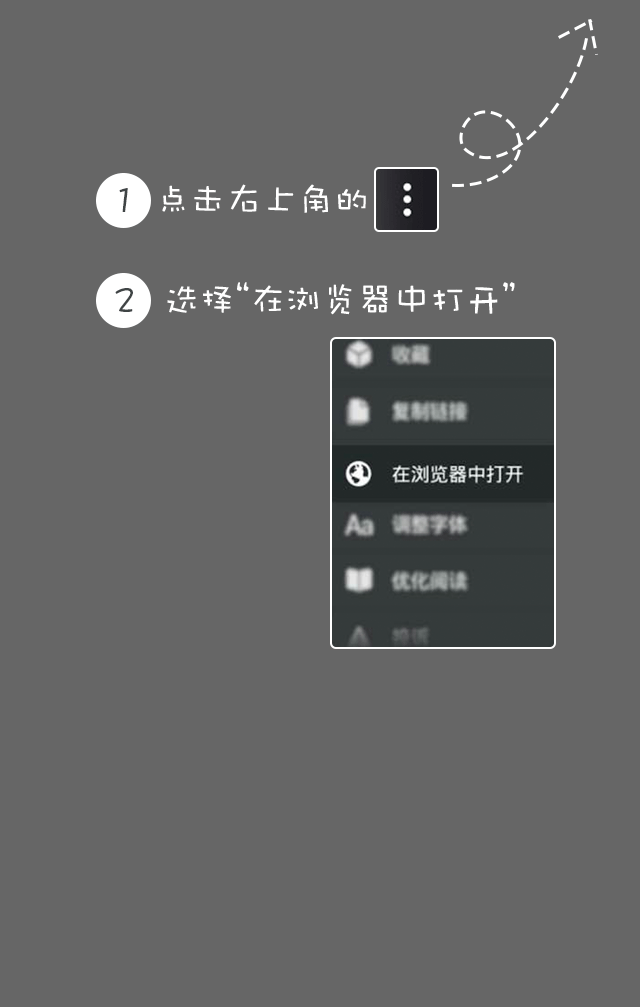 1 点击右上角的
2 选择“在浏览器中打开”
收藏
复制链接
在浏览器中打开
Aa 调整字体
优化阅读